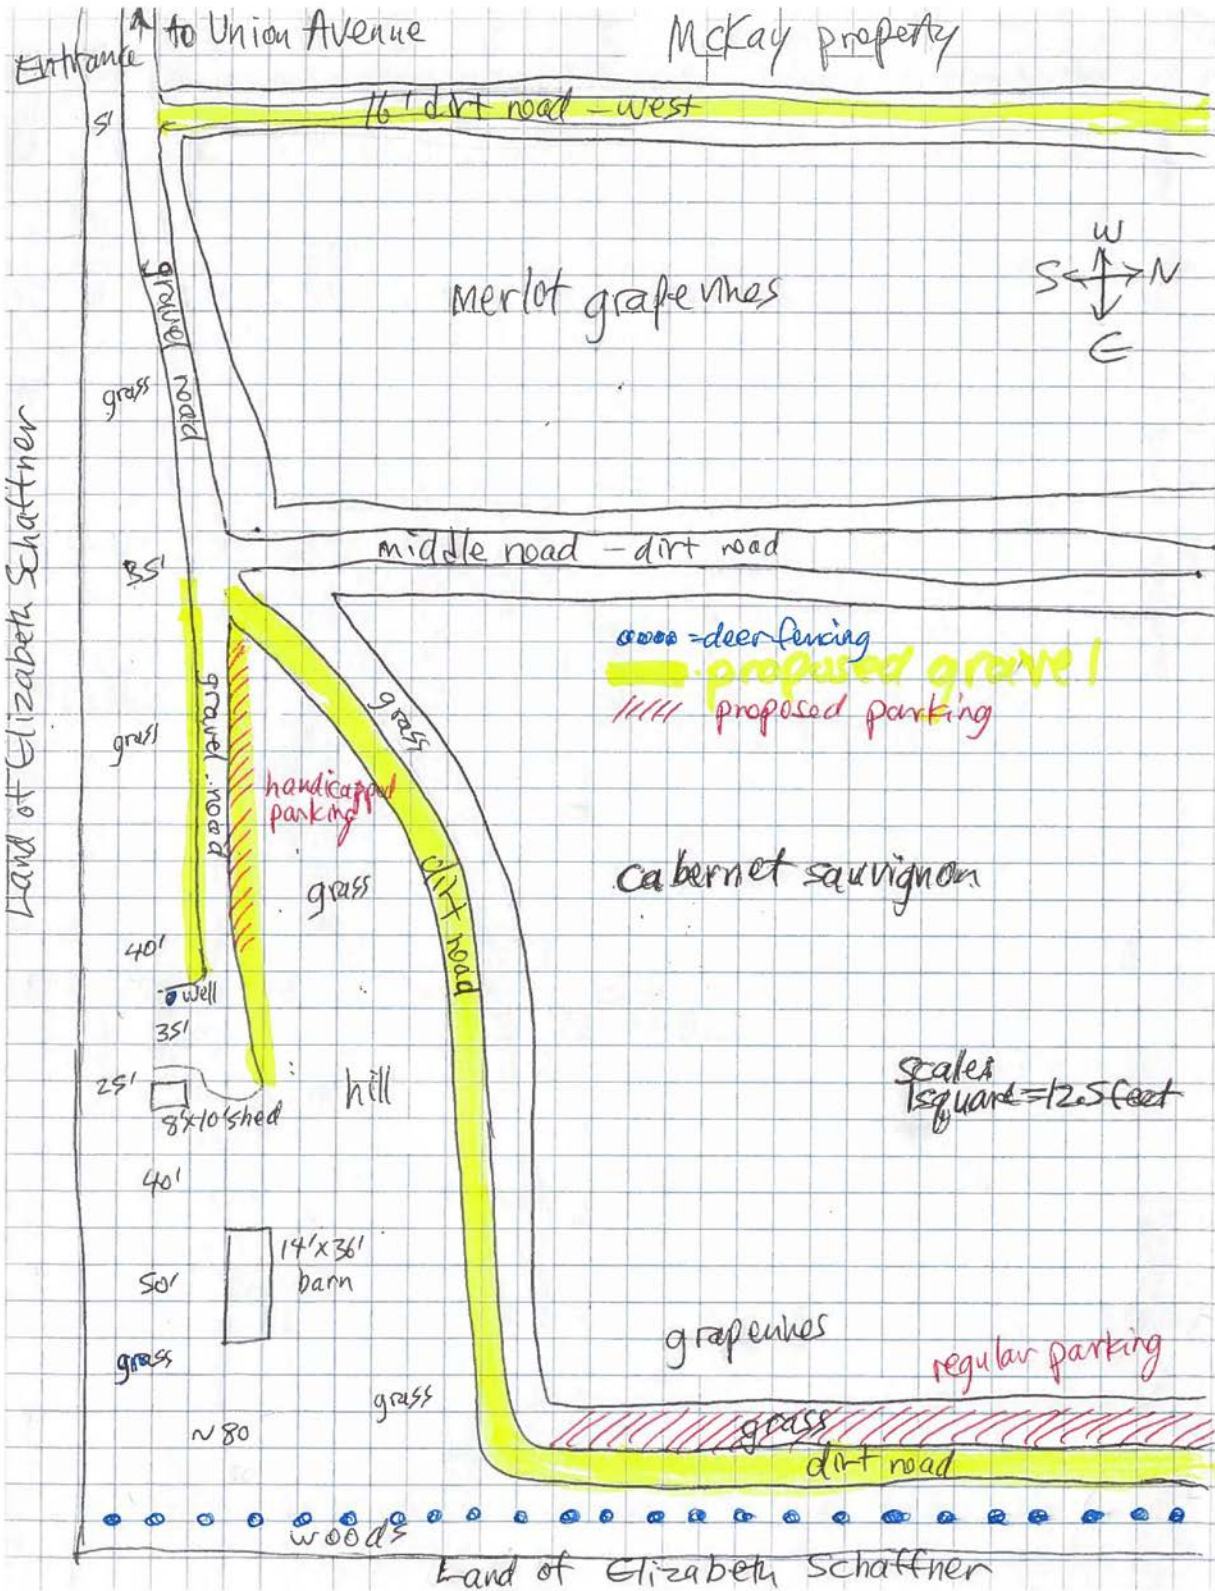 to Union Avenue
McKay property
Entrance
16' dirt road - west
5'
W
S N
E
merlot grapevines
gravel road
grass
Land of Elizabeth Schaffner
middle road - dirt road
35'
= deer fencing
proposed gravel
proposed parking
grass
grass
gravel road
handicapped
parking
cabernet sauvignon
dirt road
grass
40'
well
35'
25'
8'x10' shed
hill
scales
1 square = 12.5 feet
40'
14' x 36'
barn
50'
grapevines
regular parking
grass
grass
grass
~80
dirt road
woods
Land of Elizabeth Schaffner